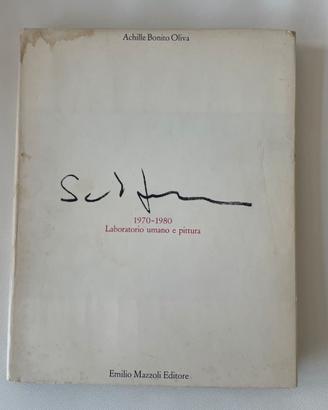 Achille Bonito Oliva
1970-1980
Laboratorio umano e pittura
Emilio Mazzoli Editore